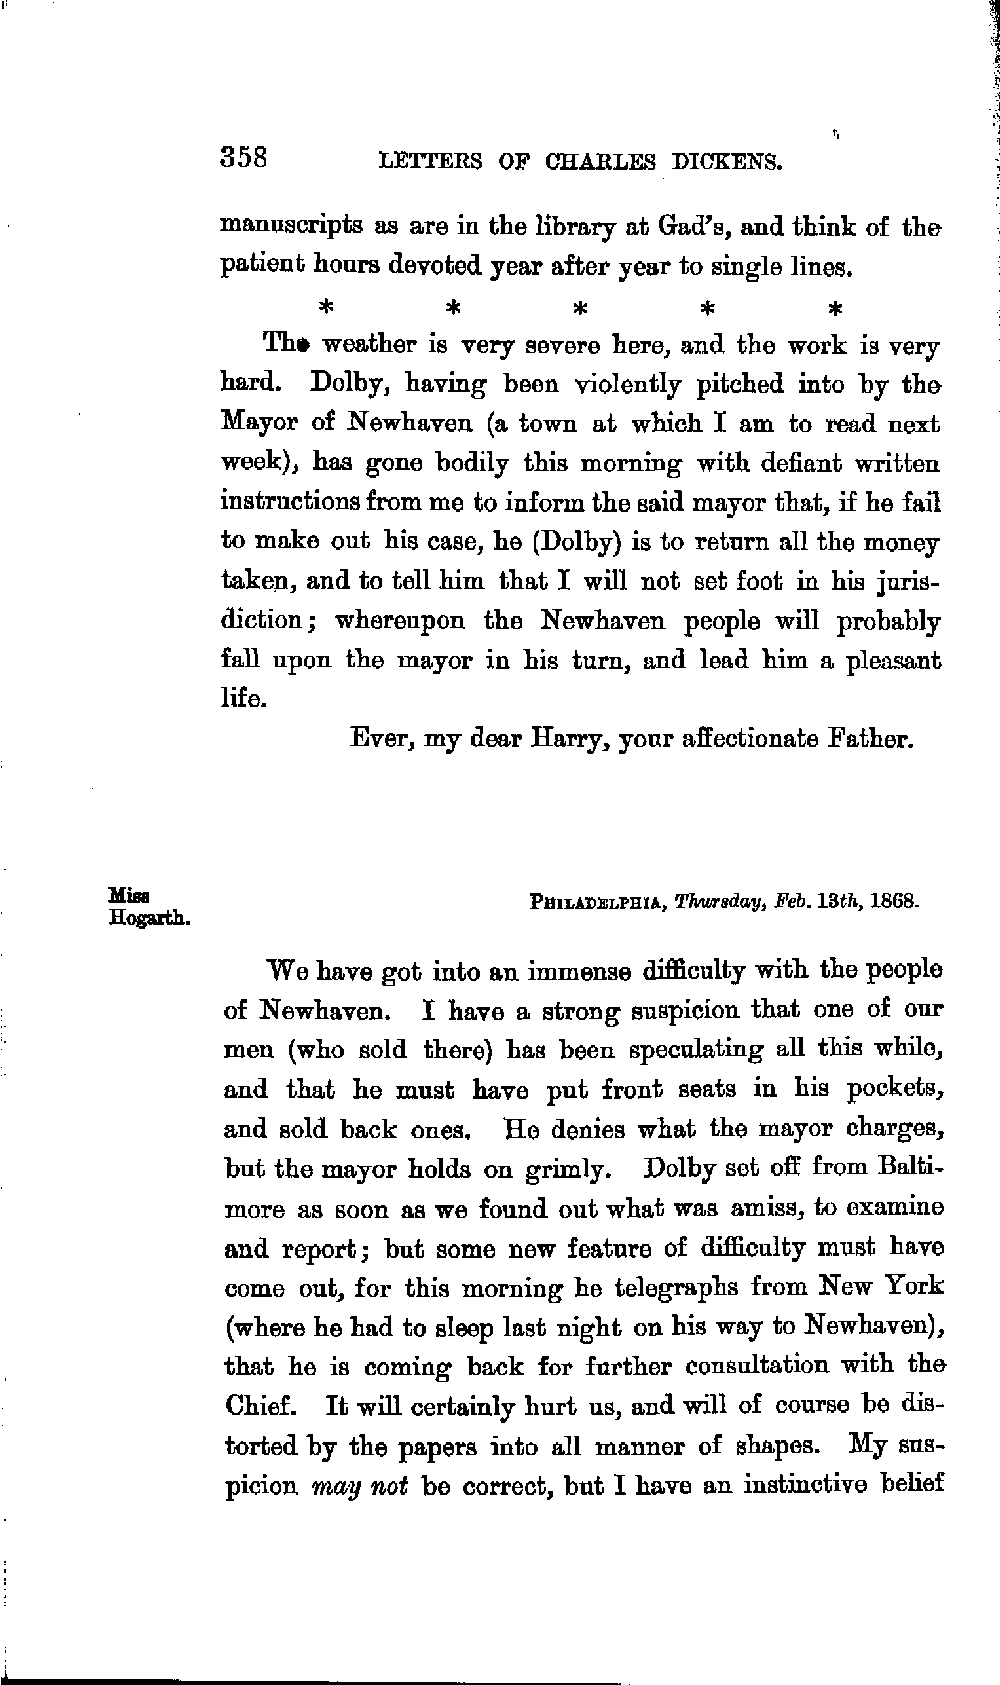 358 LETTERS OF CHARLES DICKENS.
manuscripts as are in the library at Gad's, and think of the
patient hours devoted year after year to single lines.
* * * * *
The weather is very severe here, and the work is very
hard. Dolby, having been violently pitched into by the
Mayor of Newhaven (a town at which I am to read next
week), has gone bodily this morning with defiant written
instructions from me to inform the said mayor that, if he fail
to make out his case, he (Dolby) is to return all the money
taken, and to tell him that I will not set foot in his juris-
diction; whereupon the Newhaven people will probably
fall upon the mayor in his turn, and lead him a pleasant
life.
Ever, my dear Harry, your affectionate Father.
Miss
Hogarth.
PHILADELPHIA, Thursday, Feb. 13th, 1868.
We have got into an immense difficulty with the people
of Newhaven. I have a strong suspicion that one of our
men (who sold there) has been speculating all this while,
and that he must have put front seats in his pockets,
and sold back ones. He denies what the mayor charges,
but the mayor holds on grimly. Dolby set off from Balti-
more as soon as we found out what was amiss, to examine
and report; but some new feature of difficulty must have
come out, for this morning he telegraphs from New York
(where he had to sleep last night on his way to Newhaven),
that he is coming back for further consultation with the
Chief. It will certainly hurt us, and will of course be dis-
torted by the papers into all manner of shapes. My sus-
picion may not be correct, but I have an instinctive belief